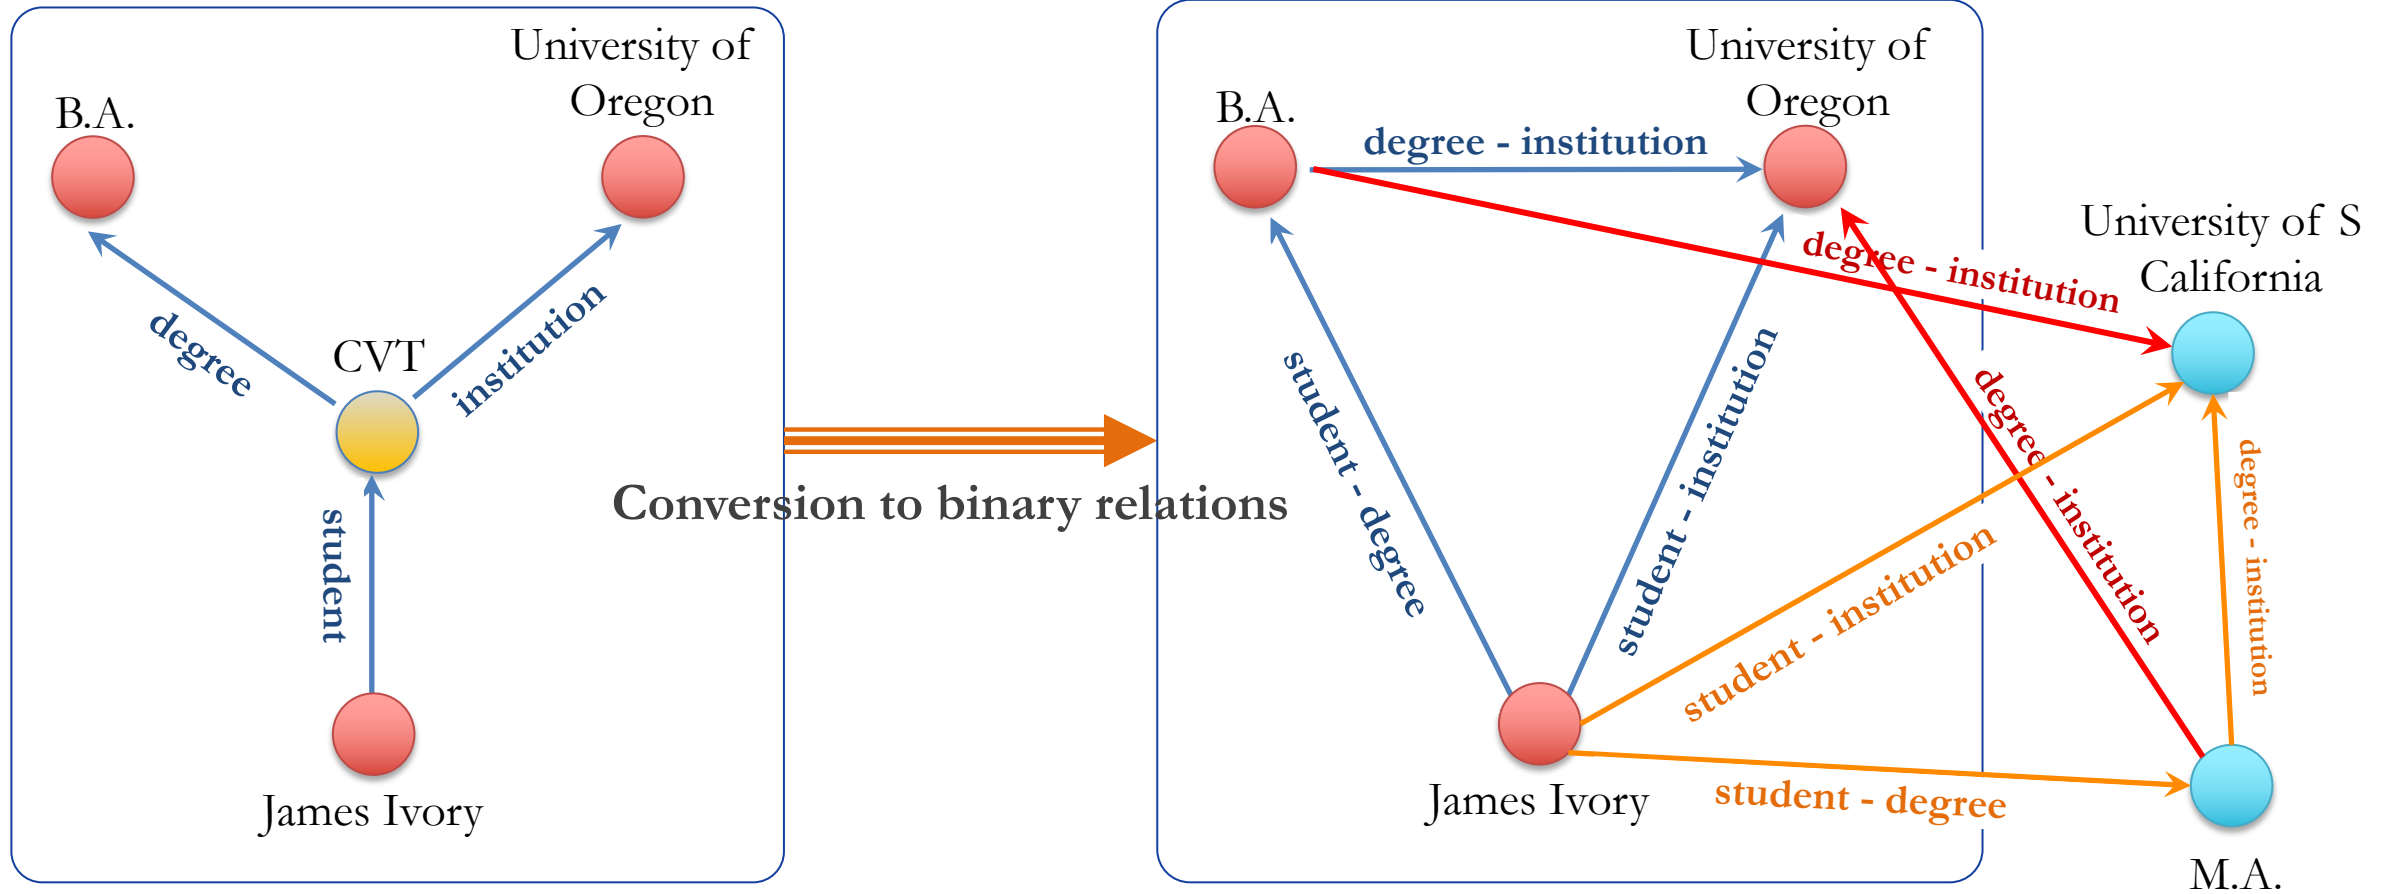 University of
Oregon
B.A.
CVT
degree
institution
student
James Ivory
Conversion to binary relations
University of
Oregon
B.A.
degree - institution
University of S
California
degree - institution
student - degree
student - institution
degree - institution
degree - institution
student - institution
student - degree
James Ivory
M.A.